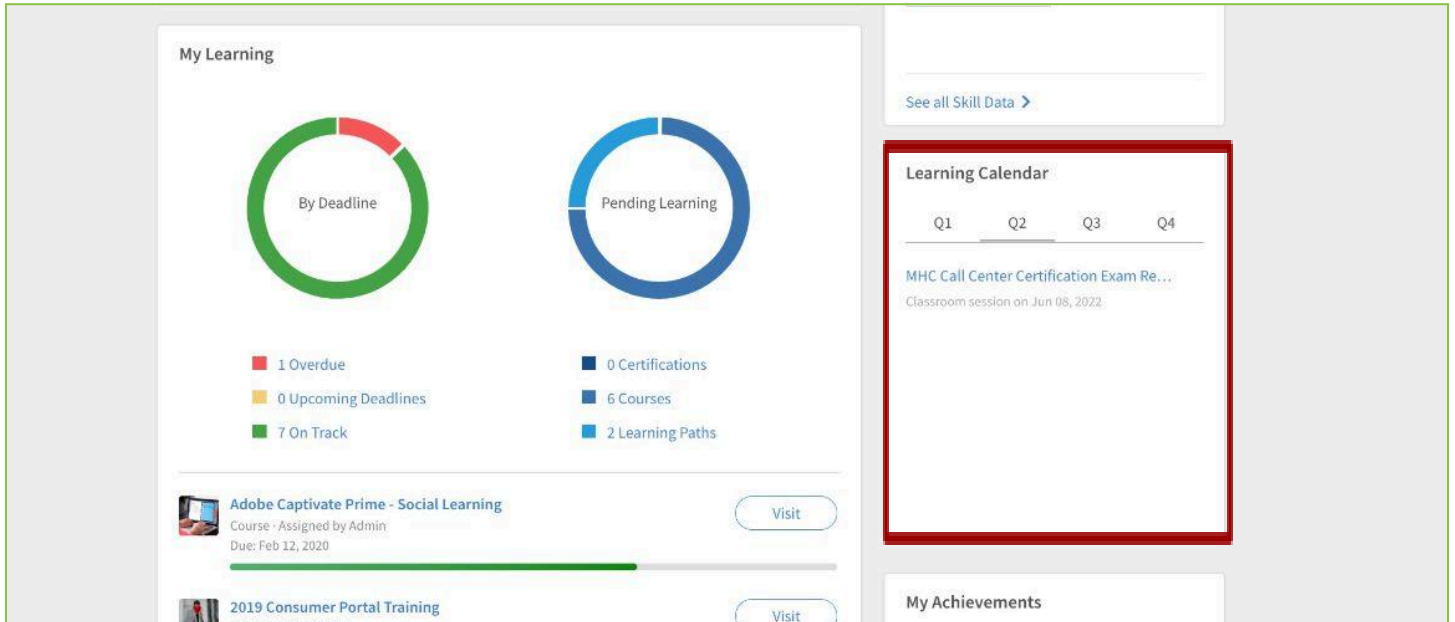 My Learning
By Deadline
Pending Learning
1 Overdue
0 Upcoming Deadlines
7 On Track
0 Certifications
6 Courses
2 Learning Paths
Adobe Captivate Prime - Social Learning
Course · Assigned by Admin
Due: Feb 12, 2020
Visit
2019 Consumer Portal Training
Visit
See all Skill Data >
Learning Calendar
Q1 Q2 Q3 Q4
MHC Call Center Certification Exam Re...
Classroom session on Jun 08, 2022
My Achievements